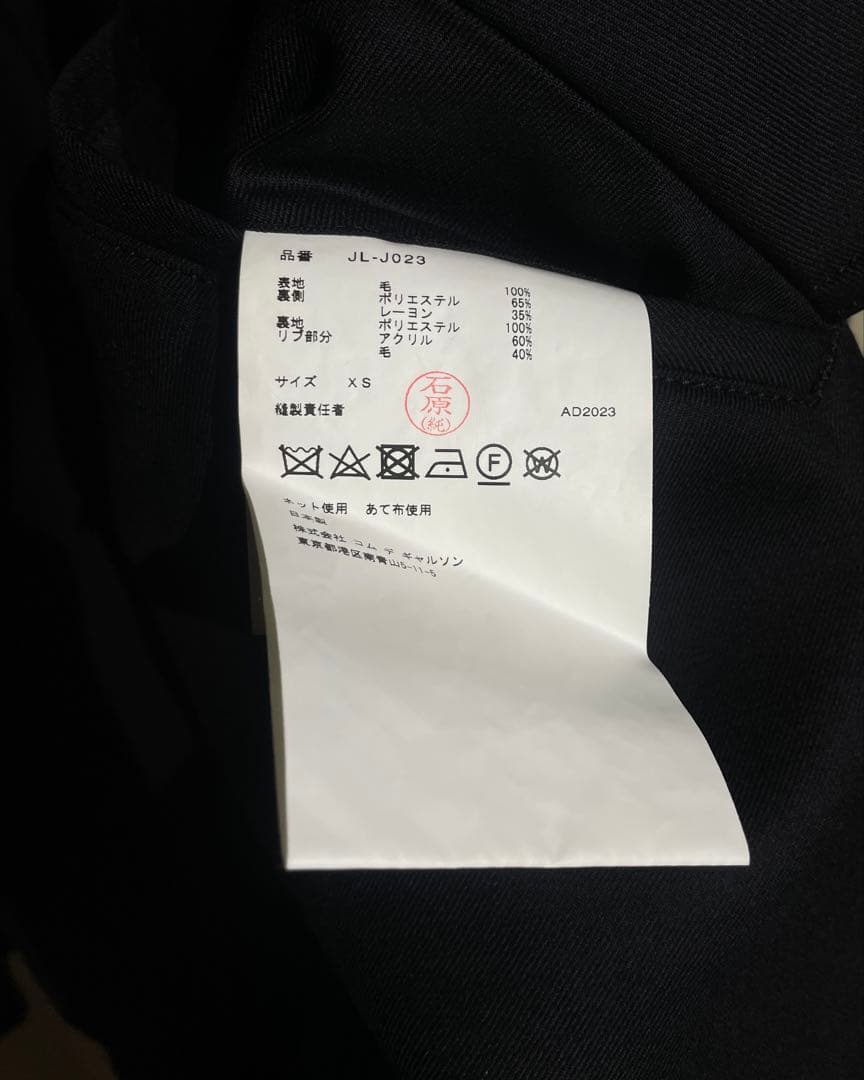 品番 JL-J023
表地 毛 100%
裏側 ポリエステル 65%
レーヨン 35%
裏地 ポリエステル 100%
リブ部分 アクリル 60%
毛 40%
サイズ XS
縫製責任者 石原(純) AD2023
F W
ネット使用 あて布使用
日本製
株式会社 コム デ ギャルソン
東京都港区南青山5-11-5